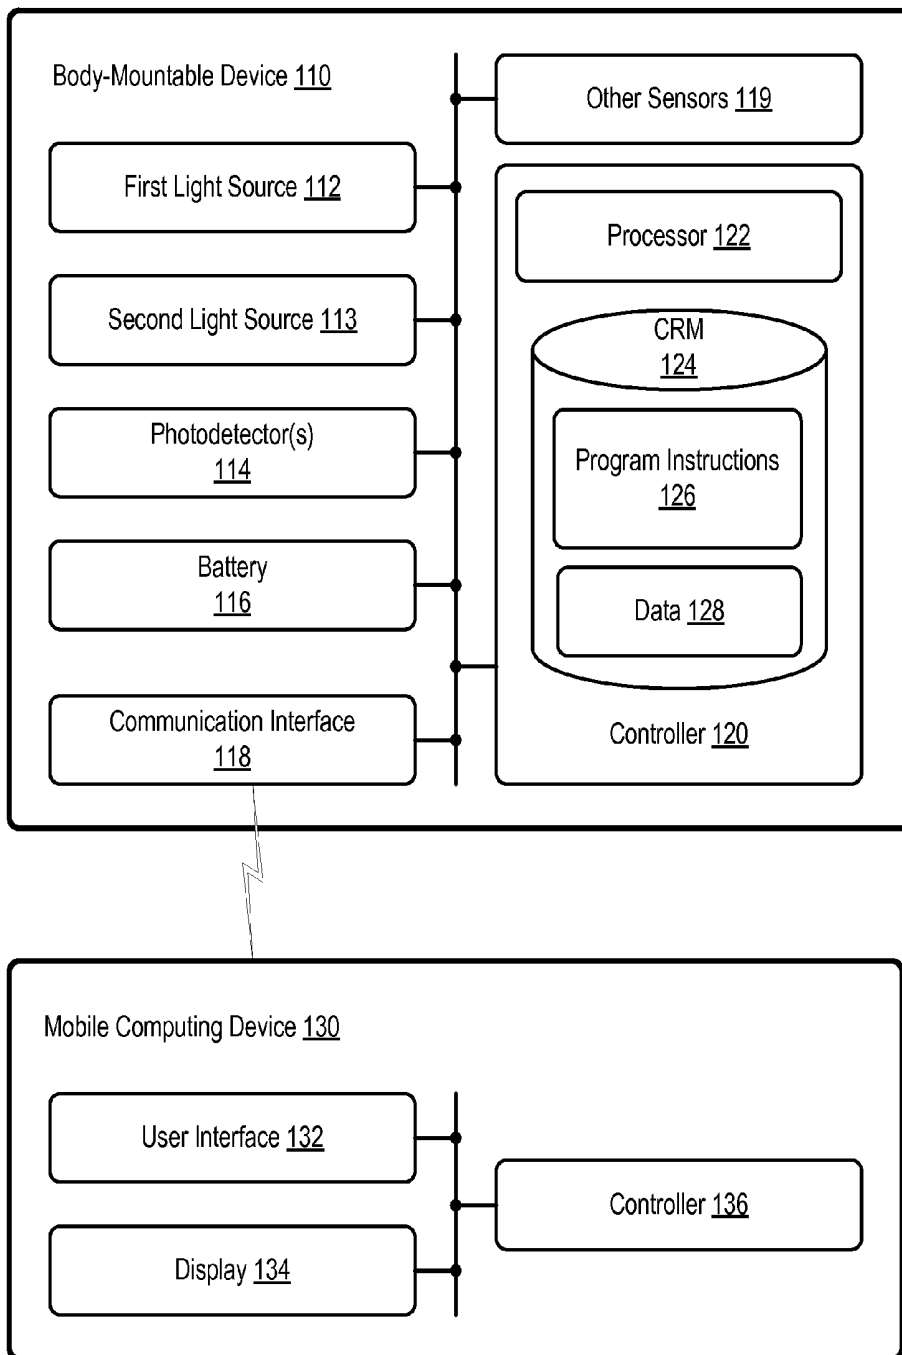 Body-Mountable Device 110
Other Sensors 119
First Light Source 112
Processor 122
Second Light Source 113
CRM
124
Photodetector(s)
114
Program Instructions
126
Battery
116
Data 128
Communication Interface
118
Controller 120
Mobile Computing Device 130
User Interface 132
Controller 136
Display 134